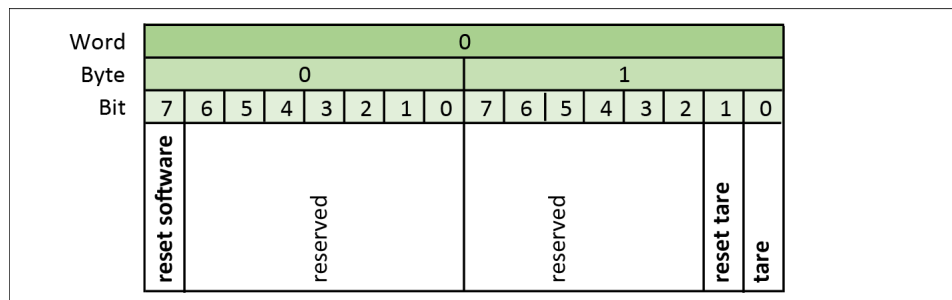 Word 0
Byte 0 1
Bit 7 6 5 4 3 2 1 0 7 6 5 4 3 2 1 0
reset software
reserved
reserved
reset tare
tare